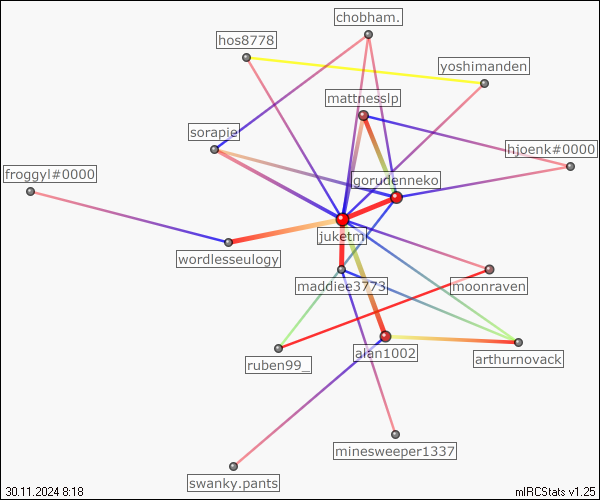 chobham.
hos8778
yoshimanden
mattnesslp
sorapie
hjoenk#0000
froggyl#0000
gorudenneko
juketm
wordlesseulogy
maddiee3773
moonraven
alan1002
arthurnovack
ruben99_
minesweeper1337
swanky.pants
30.11.2024 8:18
mIRCStats v1.25